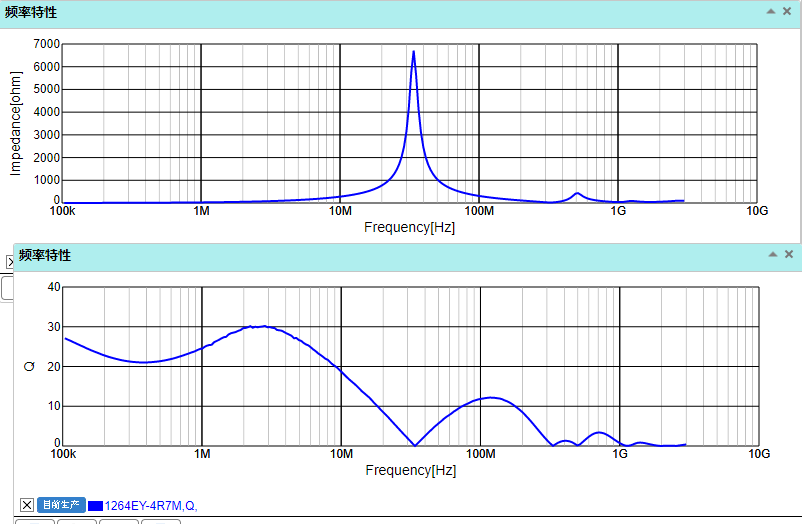 频率特性
7000
6000
5000
4000
3000
2000
1000
0
Impedance[ohm]
100k 1M 10M 100M 1G 10G
Frequency[Hz]
频率特性
40
30
20
10
0
Q
100k 1M 10M 100M 1G 10G
Frequency[Hz]
目前生产 1264EY-4R7M,Q,